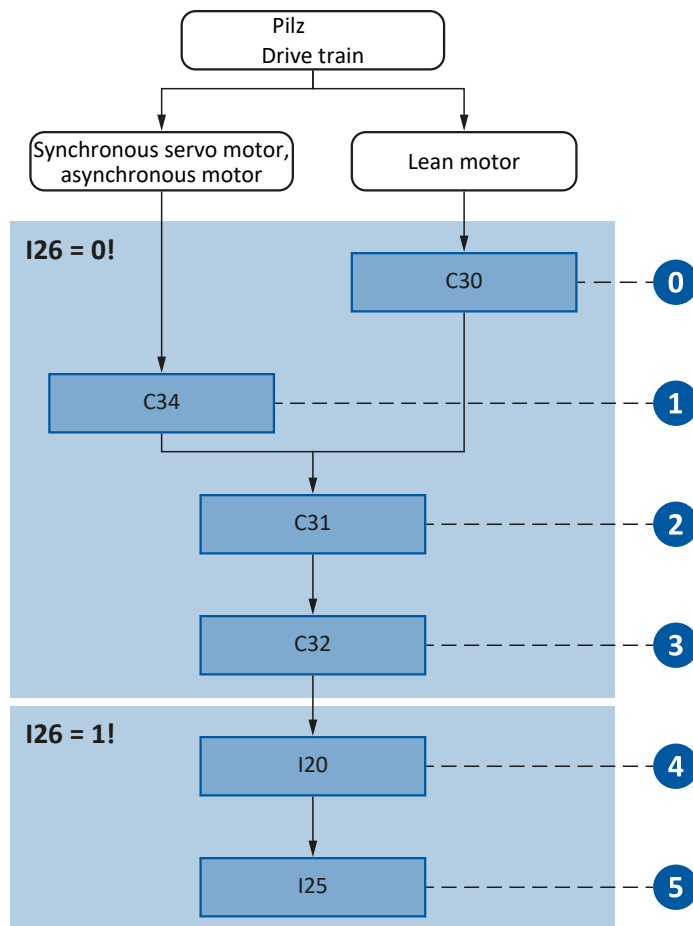 Pilz
Drive train
Synchronous servo motor,
asynchronous motor
Lean motor
I26 = 0!
C30
0
C34
1
C31
2
C32
3
I26 = 1!
I20
4
I25
5